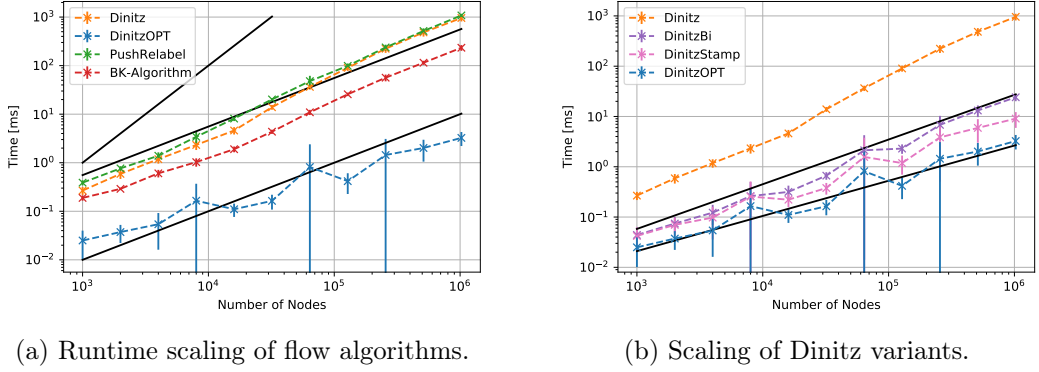 Dinitz
DinitzOPT
PushRelabel
BK-Algorithm
Time [ms]
10³
10²
10¹
10⁰
10⁻¹
10⁻²
10³
10⁴
10⁵
10⁶
Number of Nodes
(a) Runtime scaling of flow algorithms.
Dinitz
DinitzBi
DinitzStamp
DinitzOPT
Time [ms]
10³
10²
10¹
10⁰
10⁻¹
10⁻²
10³
10⁴
10⁵
10⁶
Number of Nodes
(b) Scaling of Dinitz variants.